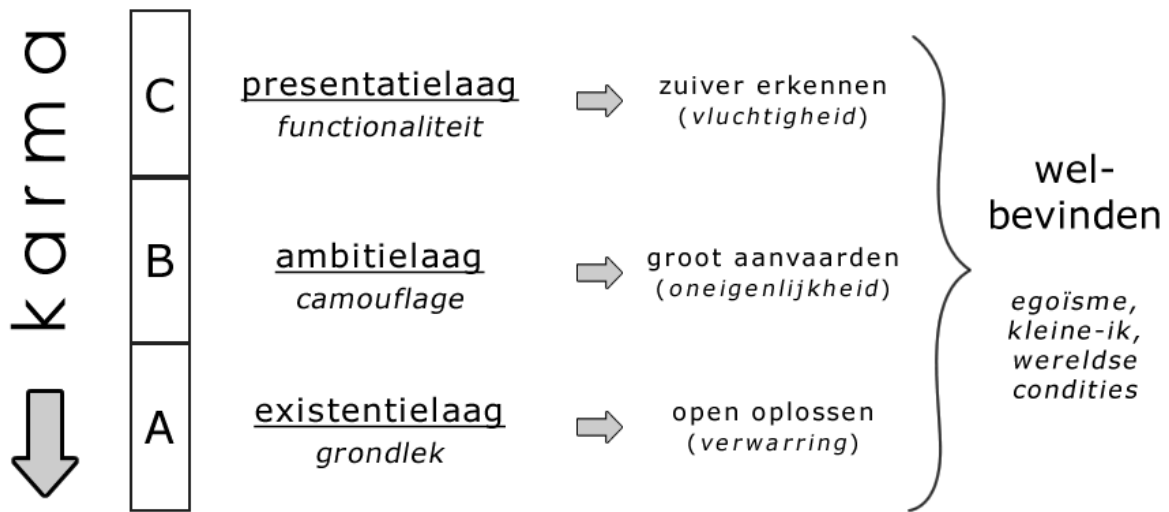 karma
C
presentatielaag
functionaliteit
zuiver erkennen
(vluchtigheid)
B
ambitielaag
camouflage
groot aanvaarden
(oneigenlijkheid)
A
existentielaag
grondlek
open oplossen
(verwarring)
wel-
bevinden
egoïsme,
kleine-ik,
wereldse
condities